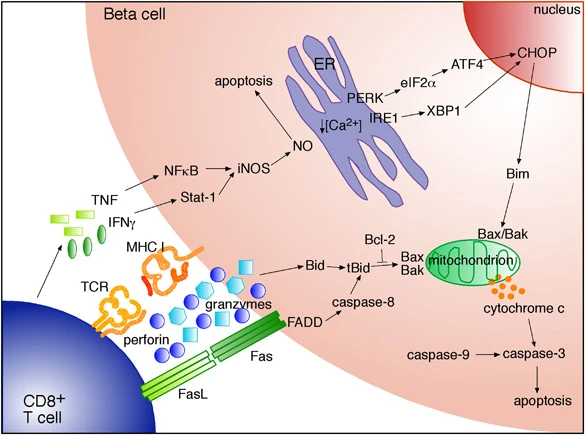 Beta cell
nucleus
ER
CHOP
ATF4
eIF2α
PERK
apoptosis
↓[Ca2+]
IRE1
XBP1
NO
NFκB
iNOS
TNF
Stat-1
IFNγ
Bim
MHC I
Bcl-2
Bax/Bak
TCR
Bid
tBid
Bax
Bak
mitochondrion
granzymes
caspase-8
cytochrome c
perforin
FADD
Fas
caspase-9
caspase-3
FasL
CD8+
T cell
apoptosis